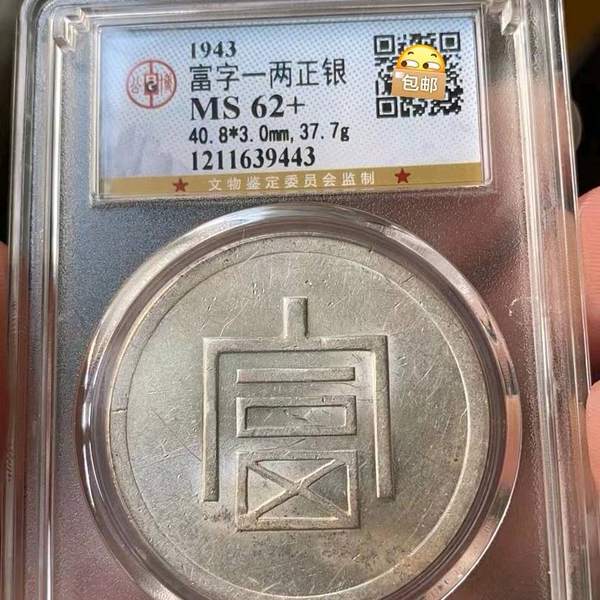 1943
富字一两正银
包邮
MS 62+
40.8*3.0mm,37.7g
1211639443
文物鉴定委员会监制
富